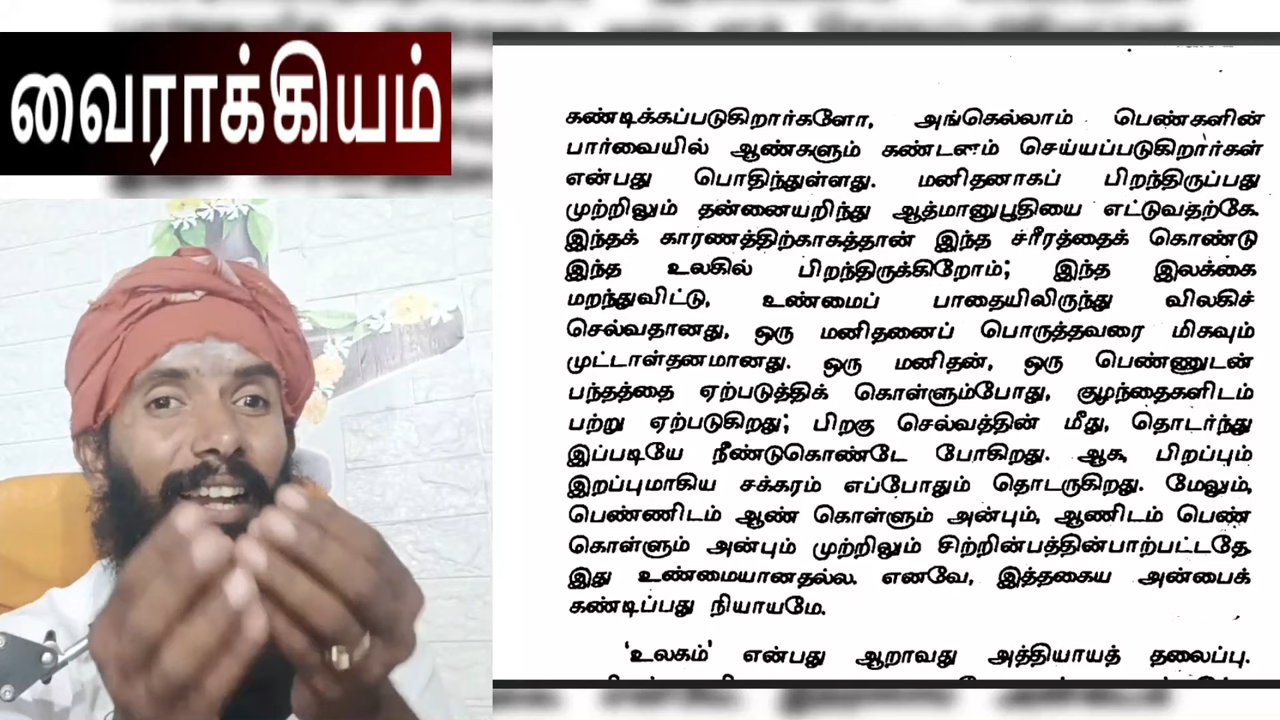 வைராக்கியம்
கண்டிக்கப்படுகிறார்களோ, அங்கெல்லாம் பெண்களின்
பார்வையில் ஆண்களும் கண்டனம் செய்யப்படுகிறார்கள்
என்பது பொதிந்துள்ளது. மனிதனாகப் பிறந்திருப்பது
முற்றிலும் தன்னையறிந்து ஆத்மானுபூதியை எட்டுவதற்கே.
இந்தக் காரணத்திற்காகத்தான் இந்த சரீரத்தைக் கொண்டு
இந்த உலகில் பிறந்திருக்கிறோம்; இந்த இலக்கை
மறந்துவிட்டு, உண்மைப் பாதையிலிருந்து விலகிச்
செல்வதானது, ஒரு மனிதனைப் பொருத்தவரை மிகவும்
முட்டாள்தனமானது. ஒரு மனிதன், ஒரு பெண்ணுடன்
பந்தத்தை ஏற்படுத்திக் கொள்ளும்போது, குழந்தைகளிடம்
பற்று ஏற்படுகிறது; பிறகு செல்வத்தின் மீது, தொடர்ந்து
இப்படியே நீண்டுகொண்டே போகிறது. ஆக, பிறப்பும்
இறப்புமாகிய சக்கரம் எப்போதும் தொடருகிறது. மேலும்,
பெண்ணிடம் ஆண் கொள்ளும் அன்பும், ஆணிடம் பெண்
கொள்ளும் அன்பும் முற்றிலும் சிற்றின்பத்தின்பாற்பட்டதே.
இது உண்மையானதல்ல. எனவே, இத்தகைய அன்பைக்
கண்டிப்பது நியாயமே.
'உலகம்' என்பது ஆறாவது அத்தியாயத் தலைப்பு.